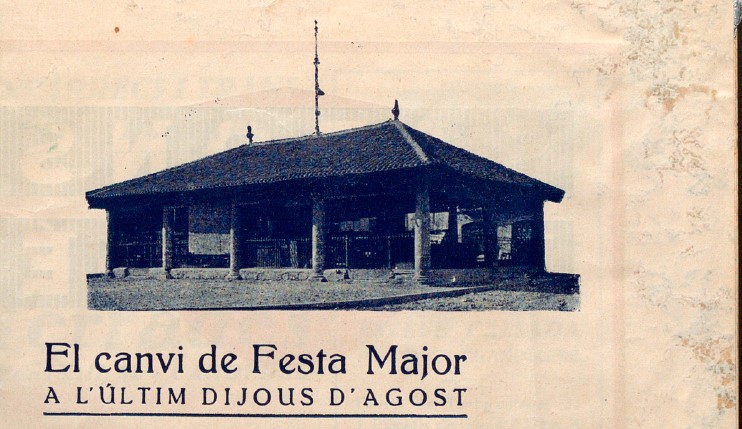 El canvi de Festa Major
A L'ÚLTIM DIJOUS D'AGOST